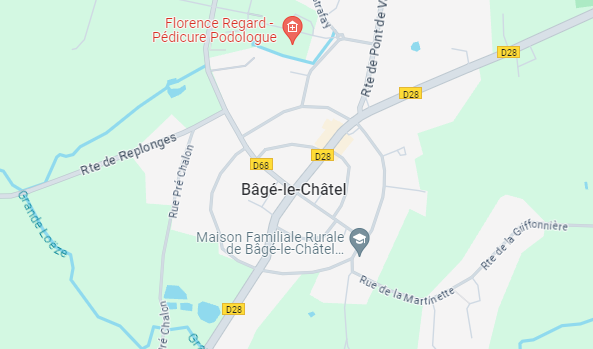 Florence Regard -
Pédicure Podologue
Rte de Pont de V
D28
D28
Rte de Replonges
D28
D68
Rue Pré Chalon
Bâgé-le-Châtel
Grande Loëze
Maison Familiale Rurale
de Bâgé-le-Châtel...
Rte de la Giffonnière
Rue de la Martinette
D28
Pré Chalon